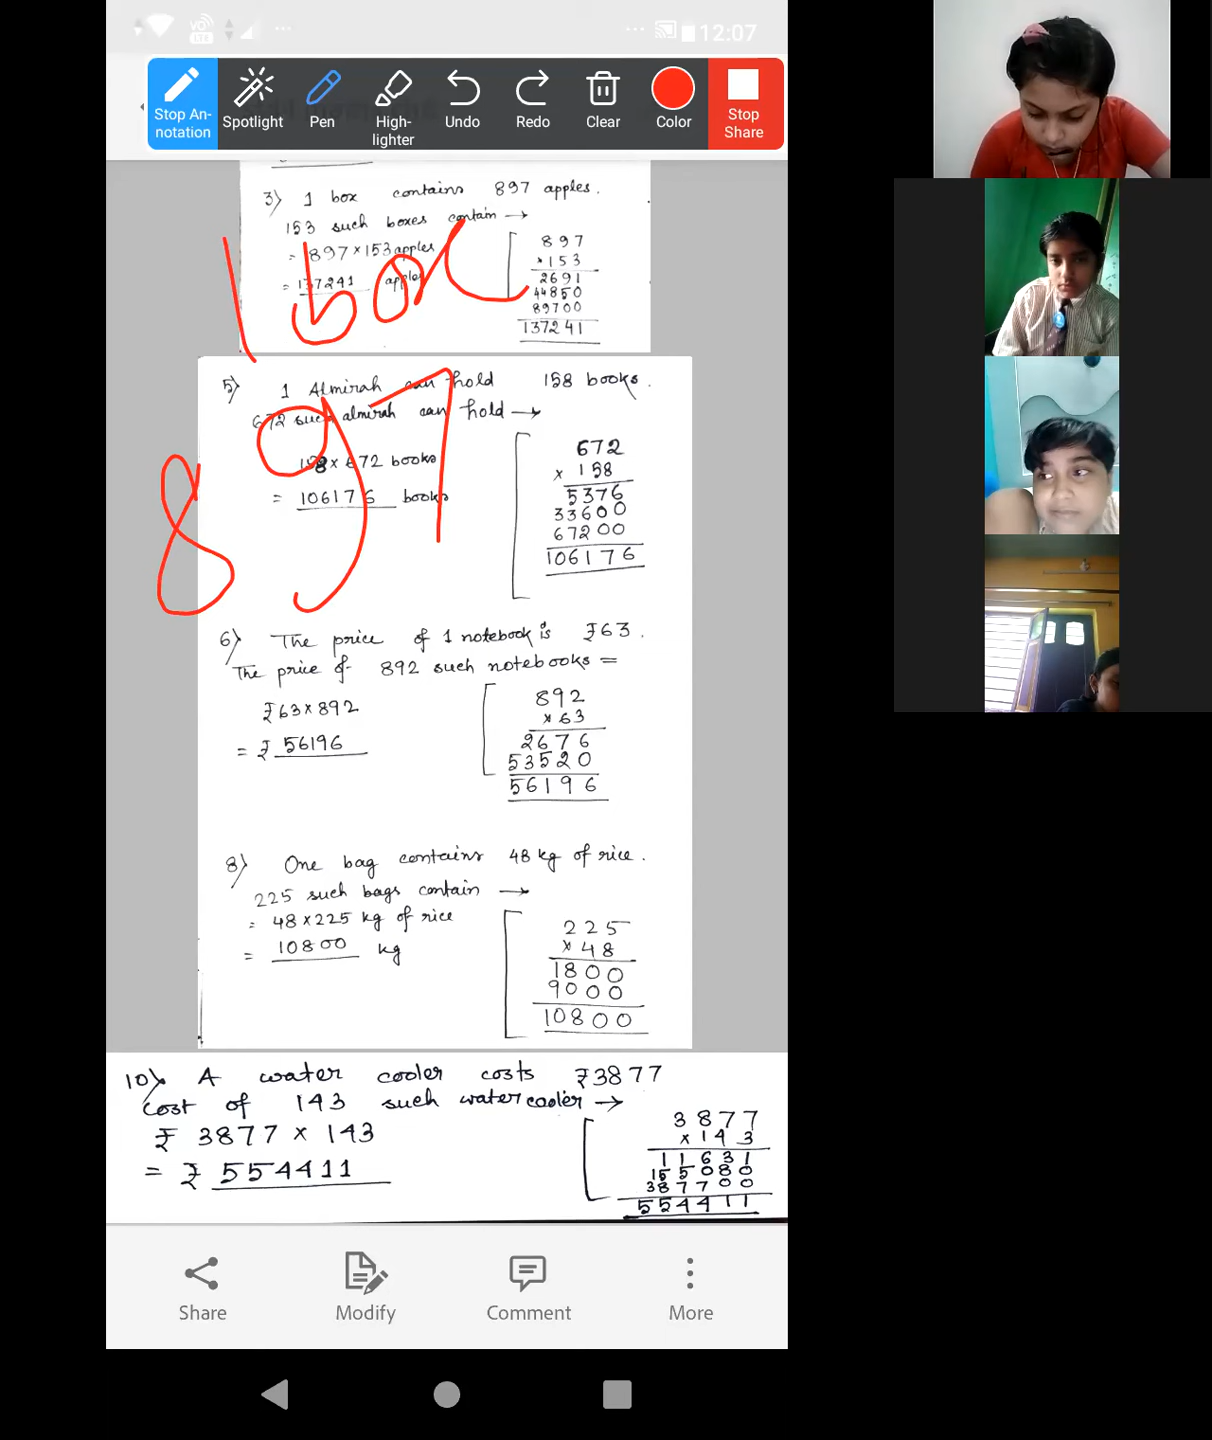 12:07
Stop An-
notation
Spotlight
Pen
High-
lighter
Undo
Redo
Clear
Color
Stop
Share
3) 1 box contains 897 apples.
153 such boxes contain →
= 897 × 153 apples
= 137241 apples
897
×153
2691
44850
89700
137241
1 box
897
5) 1 Almirah can hold 158 books.
672 such almirah can hold →
158 × 672 books
= 106176 books
672
× 158
5376
33600
67200
106176
6) The price of 1 notebook is ₹63.
The price of 892 such notebooks =
₹63 × 892
= ₹ 56196
892
×63
2676
53520
56196
8) One bag contains 48 kg of rice.
225 such bags contain →
= 48 × 225 kg of rice
= 10800 kg
225
× 48
1800
9000
10800
10) A water cooler costs ₹3877
Cost of 143 such water cooler →
₹ 3877 × 143
= ₹ 554411
3877
×143
11631
155080
387700
554411
Share
Modify
Comment
More